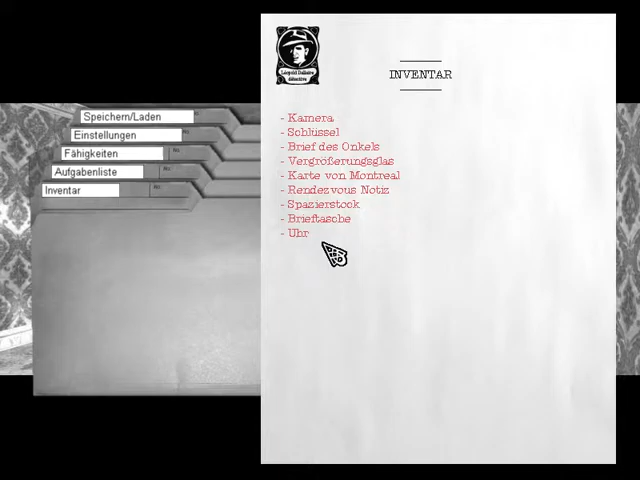 Speichern/Laden
Einstellungen
Fähigkeiten
Aufgabenliste
Inventar
INVENTAR
- Kamera
- Schlüssel
- Brief des Onkels
- Vergrößerungsglas
- Karte von Montreal
- Rendezvous Notiz
- Spazierstock
- Brieftasche
- Uhr